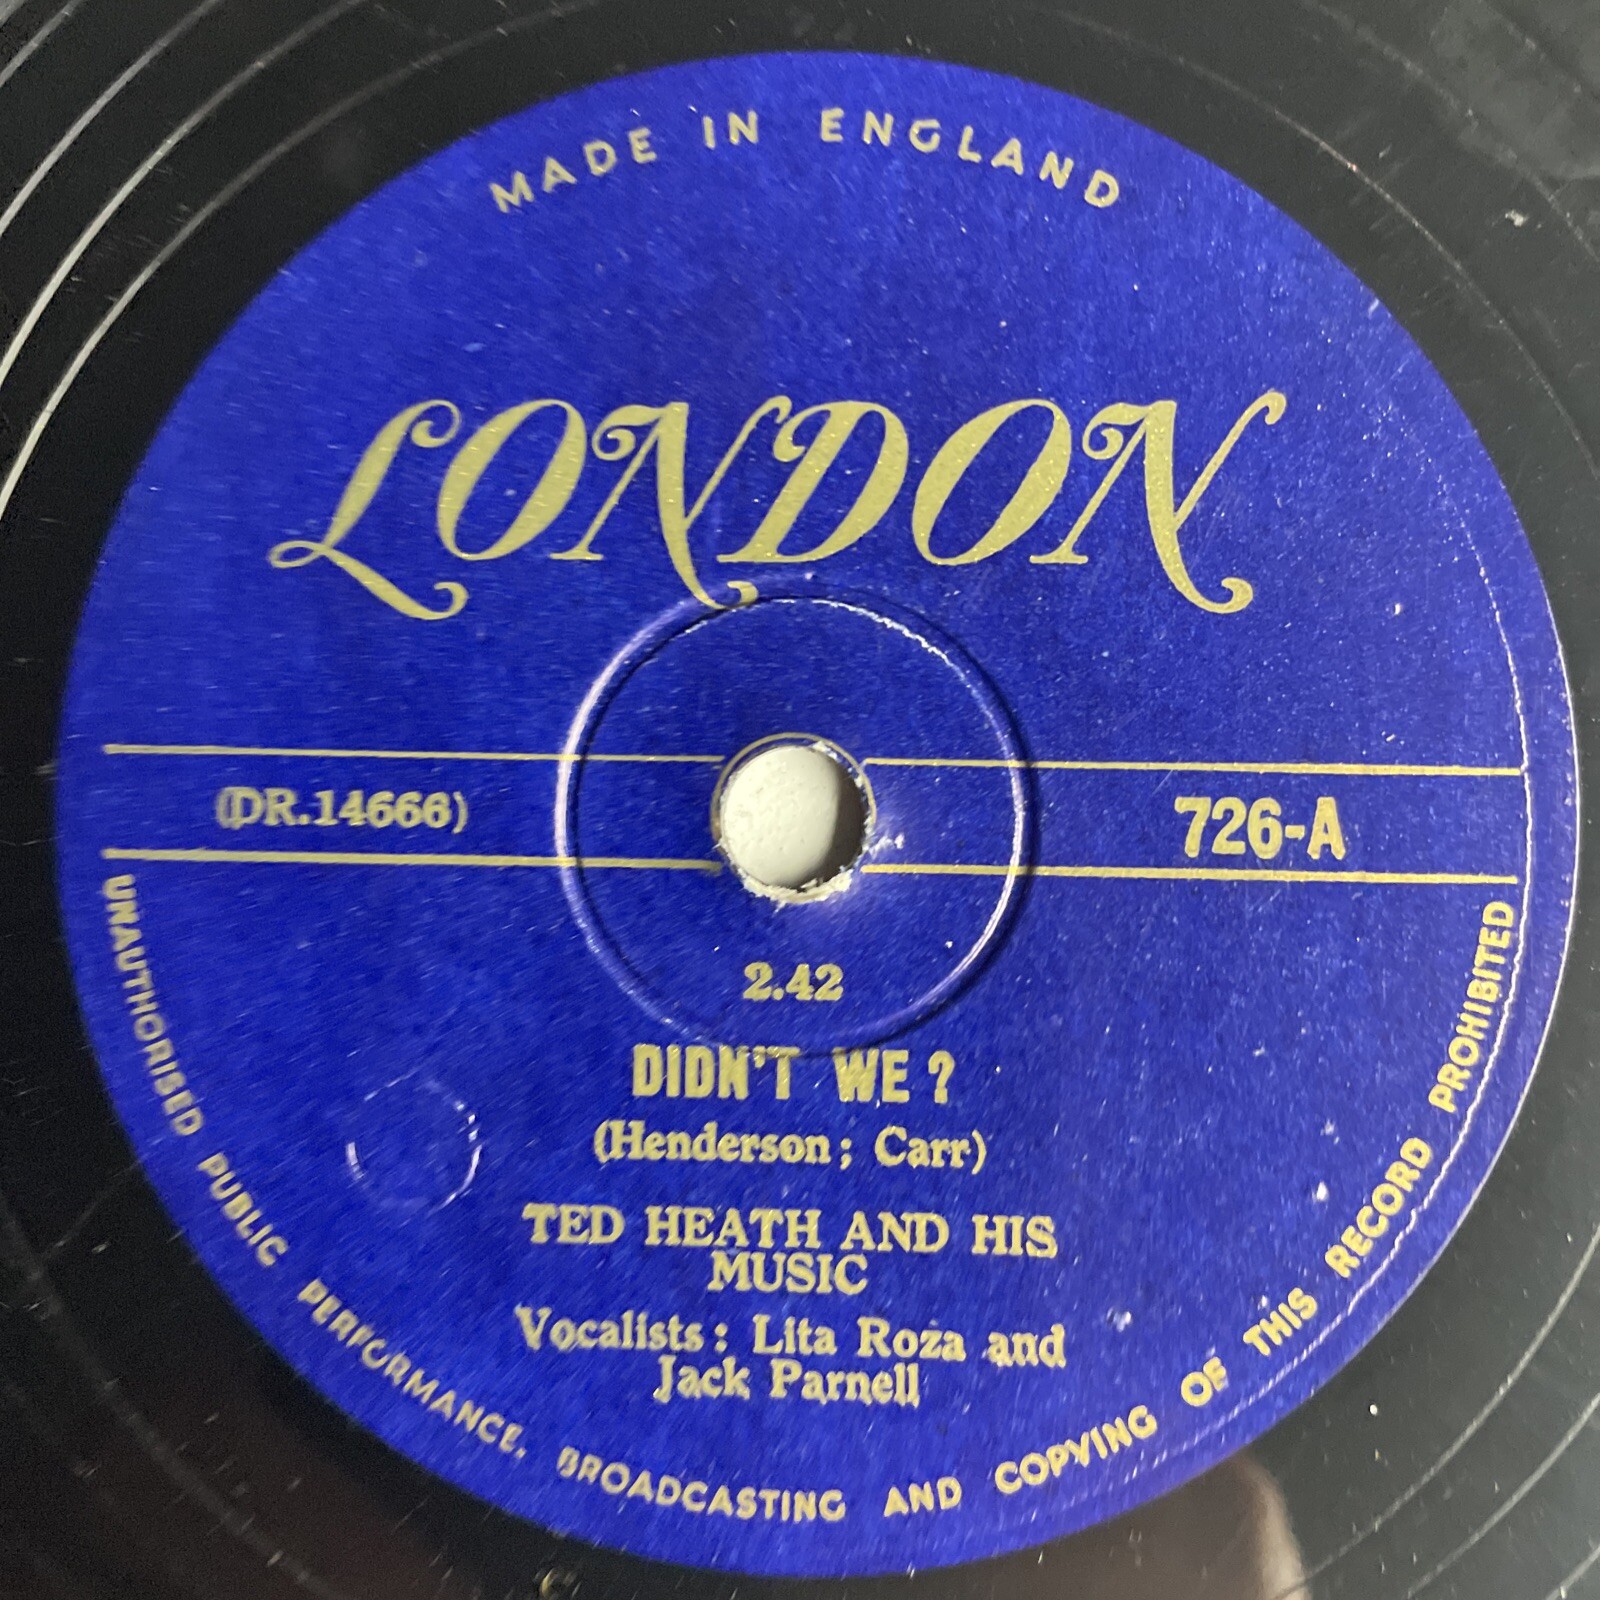 MADE IN ENGLAND
LONDON
(DR.14666)
726-A
2.42
DIDN'T WE ?
(Henderson ; Carr)
TED HEATH AND HIS
MUSIC
Vocalists : Lita Roza and
Jack Parnell
UNAUTHORISED PUBLIC PERFORMANCE, BROADCASTING AND COPYING OF THIS RECORD PROHIBITED